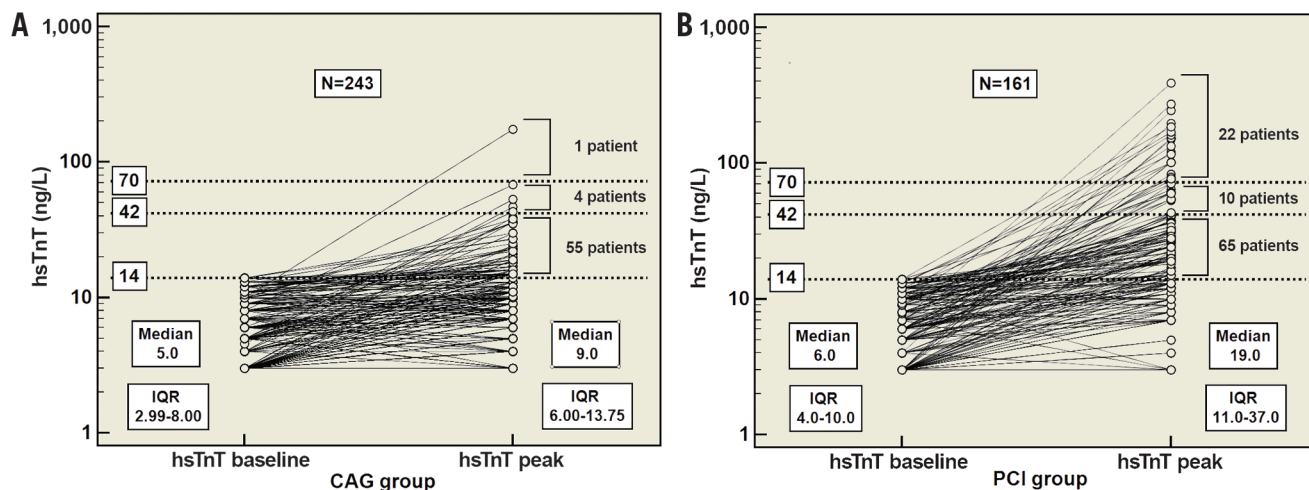 A
hsTnT (ng/L)
1,000
100
10
1
N=243
70
42
14
1 patient
4 patients
55 patients
Median
5.0
IQR
2.99-8.00
Median
9.0
IQR
6.00-13.75
hsTnT baseline
hsTnT peak
CAG group
B
hsTnT (ng/L)
1,000
100
10
1
N=161
70
42
14
22 patients
10 patients
65 patients
Median
6.0
IQR
4.0-10.0
Median
19.0
IQR
11.0-37.0
hsTnT baseline
hsTnT peak
PCI group